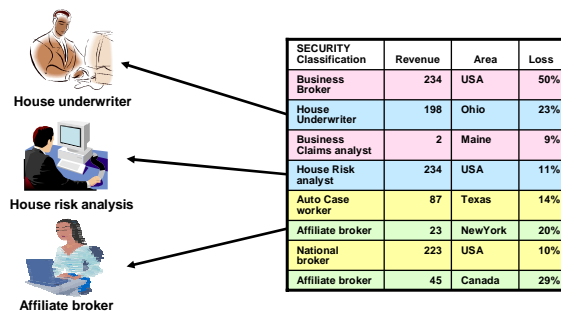 House underwriter
House risk analysis
Affiliate broker
SECURITY
Classification Revenue Area Loss
Business
Broker 234 USA 50%
House
Underwriter 198 Ohio 23%
Business
Claims analyst 2 Maine 9%
House Risk
analyst 234 USA 11%
Auto Case
worker 87 Texas 14%
Affiliate broker 23 NewYork 20%
National
broker 223 USA 10%
Affiliate broker 45 Canada 29%